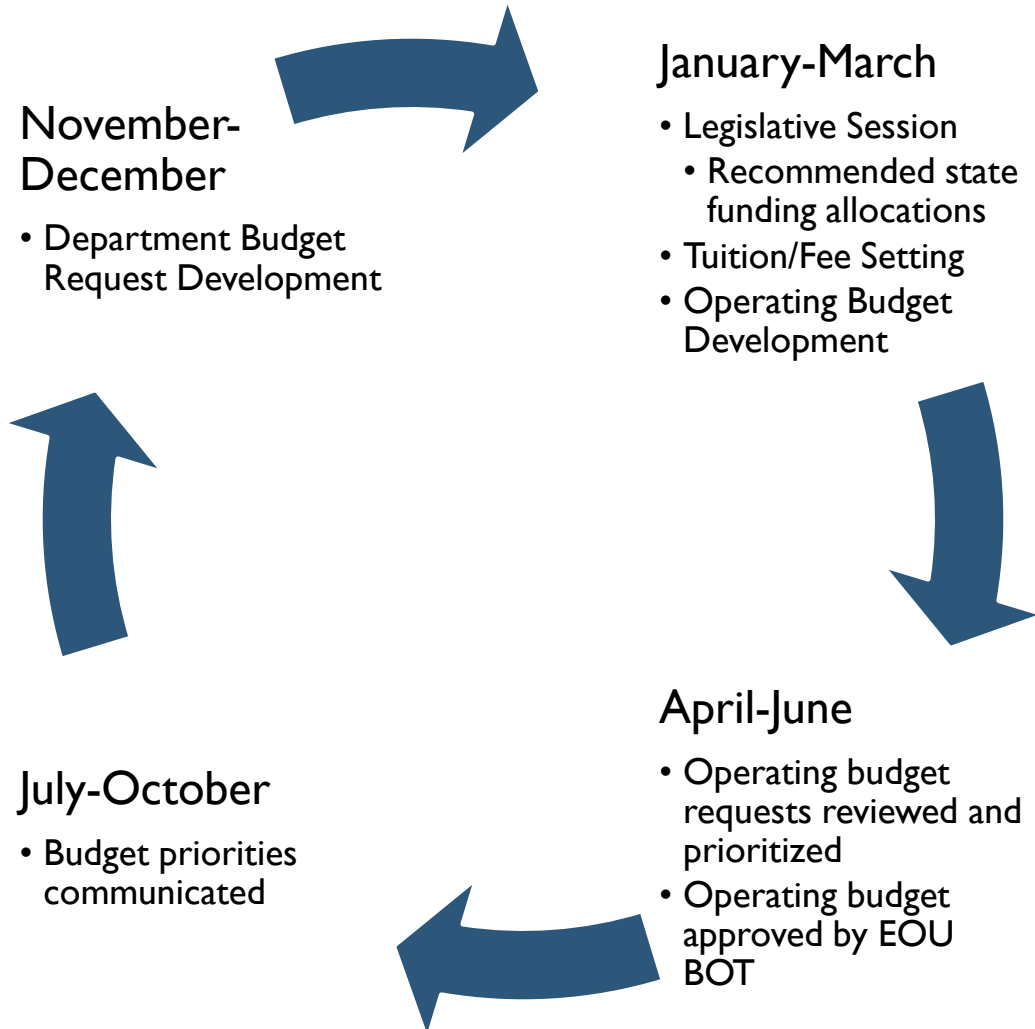 November-
December
• Department Budget
Request Development
January-March
• Legislative Session
• Recommended state
funding allocations
• Tuition/Fee Setting
• Operating Budget
Development
April-June
• Operating budget
requests reviewed and
prioritized
• Operating budget
approved by EOU
BOT
July-October
• Budget priorities
communicated